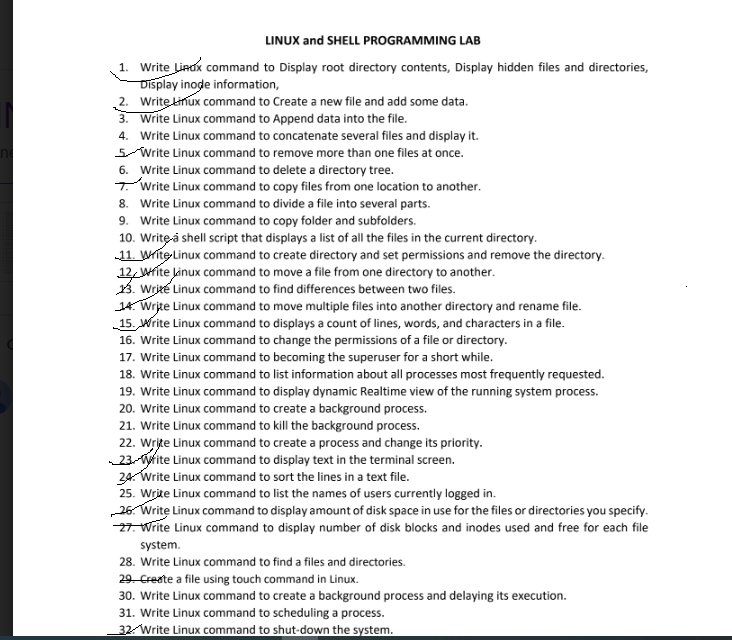 LINUX and SHELL PROGRAMMING LAB
1. Write Linux command to Display root directory contents, Display hidden files and directories,
Display inode information,
2. Write Linux command to Create a new file and add some data.
3. Write Linux command to Append data into the file.
4. Write Linux command to concatenate several files and display it.
5. Write Linux command to remove more than one files at once.
6. Write Linux command to delete a directory tree.
7. Write Linux command to copy files from one location to another.
8. Write Linux command to divide a file into several parts.
9. Write Linux command to copy folder and subfolders.
10. Write a shell script that displays a list of all the files in the current directory.
11. Write Linux command to create directory and set permissions and remove the directory.
12. Write Linux command to move a file from one directory to another.
13. Write Linux command to find differences between two files.
14. Write Linux command to move multiple files into another directory and rename file.
15. Write Linux command to displays a count of lines, words, and characters in a file.
16. Write Linux command to change the permissions of a file or directory.
17. Write Linux command to becoming the superuser for a short while.
18. Write Linux command to list information about all processes most frequently requested.
19. Write Linux command to display dynamic Realtime view of the running system process.
20. Write Linux command to create a background process.
21. Write Linux command to kill the background process.
22. Write Linux command to create a process and change its priority.
23. Write Linux command to display text in the terminal screen.
24. Write Linux command to sort the lines in a text file.
25. Write Linux command to list the names of users currently logged in.
26. Write Linux command to display amount of disk space in use for the files or directories you specify.
27. Write Linux command to display number of disk blocks and inodes used and free for each file
system.
28. Write Linux command to find a files and directories.
29. Create a file using touch command in Linux.
30. Write Linux command to create a background process and delaying its execution.
31. Write Linux command to scheduling a process.
32. Write Linux command to shut-down the system.